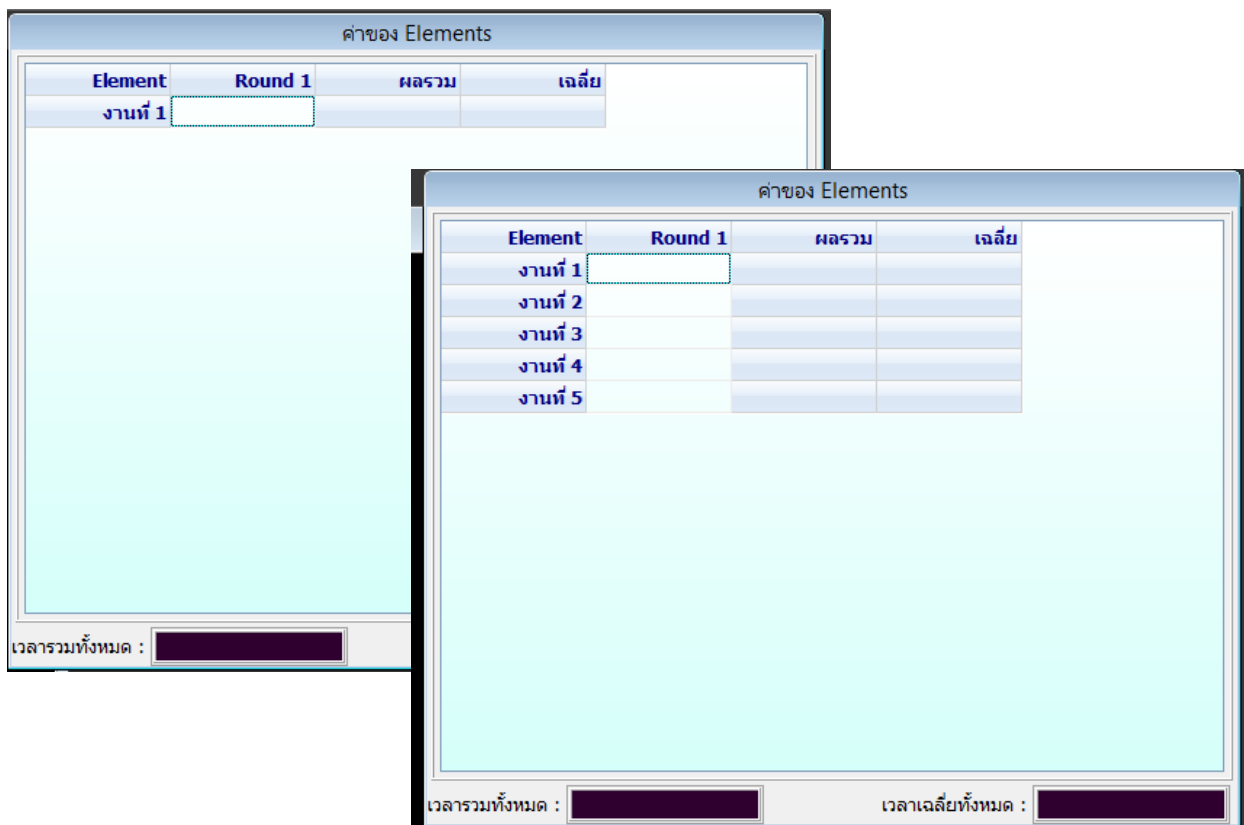 ค่าของ Elements
Element Round 1 ผลรวม เฉลี่ย
งานที่ 1
เวลารวมทั้งหมด :
ค่าของ Elements
Element Round 1 ผลรวม เฉลี่ย
งานที่ 1
งานที่ 2
งานที่ 3
งานที่ 4
งานที่ 5
เวลารวมทั้งหมด : เวลาเฉลี่ยทั้งหมด :